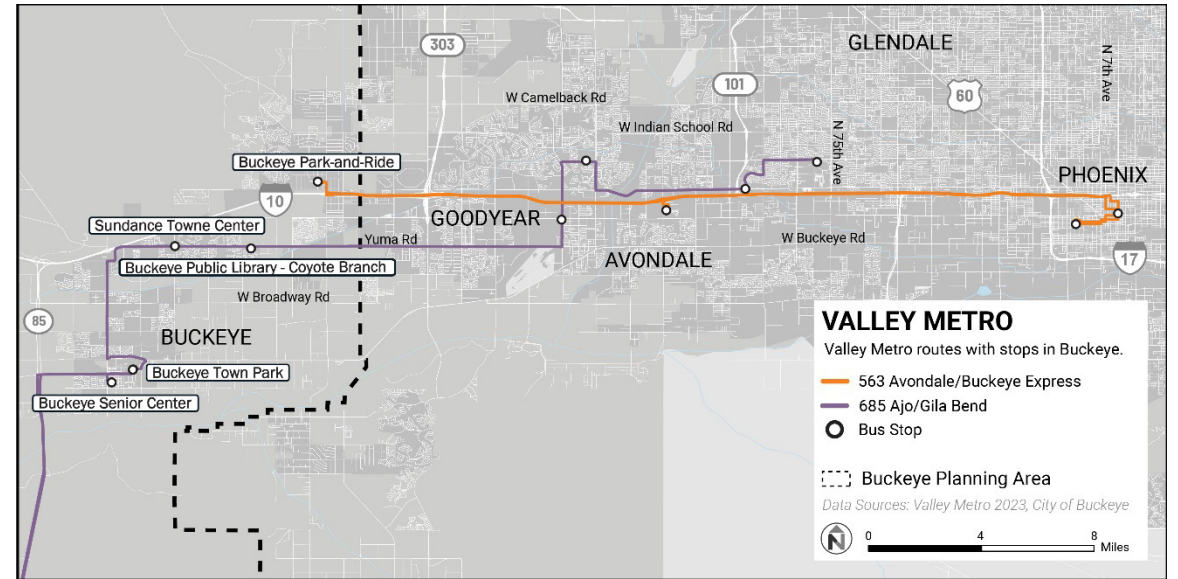 GLENDALE
303
N 7th Ave
101
60
W Camelback Rd
W Indian School Rd
N 75th Ave
Buckeye Park-and-Ride
PHOENIX
10
GOODYEAR
Sundance Towne Center
Yuma Rd
W Buckeye Rd
17
AVONDALE
Buckeye Public Library - Coyote Branch
W Broadway Rd
85
BUCKEYE
Buckeye Town Park
Buckeye Senior Center
VALLEY METRO
Valley Metro routes with stops in Buckeye.
563 Avondale/Buckeye Express
685 Ajo/Gila Bend
Bus Stop
Buckeye Planning Area
Data Sources: Valley Metro 2023, City of Buckeye
N
0 4 8
Miles